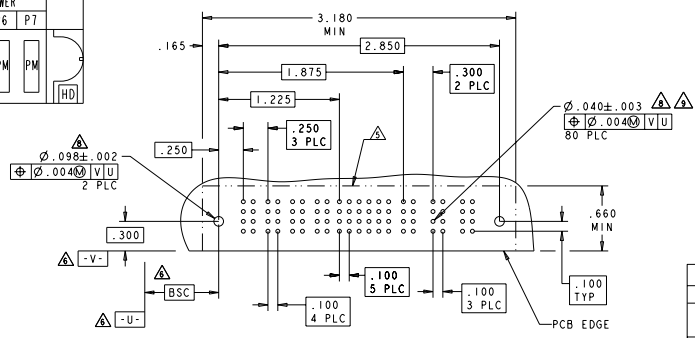 WER
6 P7
PM PM
HD
3.180
MIN
.165
2.850
1.875
.300
2 PLC
1.225
.250
3 PLC
5
Ø.040±.003 8 9
⌖ Ø.004Ⓜ V U
80 PLC
8
Ø.098±.002
⌖ Ø.004Ⓜ V U
2 PLC
.250
.660
MIN
.300
6 -V-
6
BSC
6 -U-
.100
4 PLC
.100
5 PLC
.100
3 PLC
.100
TYP
PCB EDGE